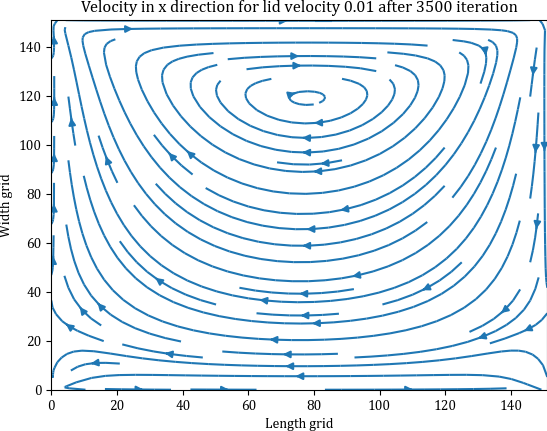 Velocity in x direction for lid velocity 0.01 after 3500 iteration
140
120
100
80
60
40
20
0
Width grid
0 20 40 60 80 100 120 140
Length grid